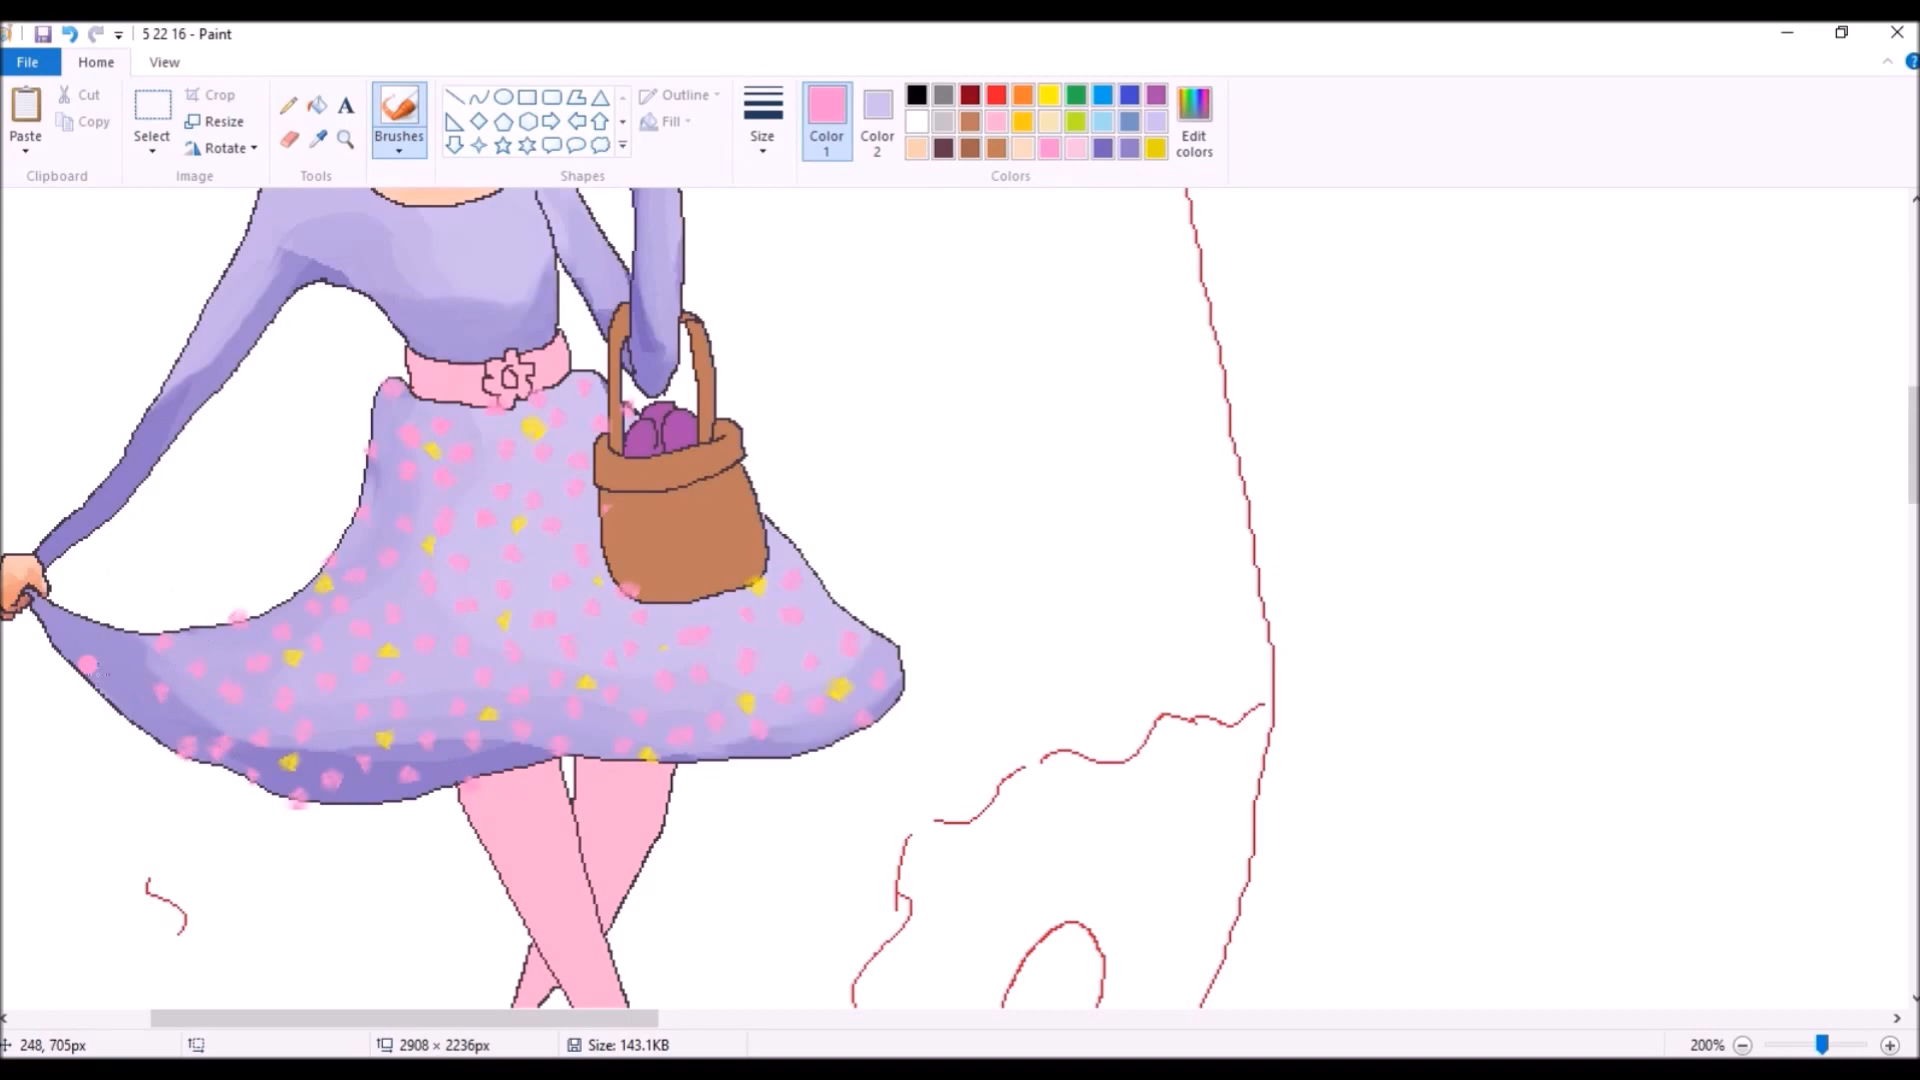 5 22 16 - Paint
File Home View
Paste Cut Copy Clipboard
Select Crop Resize Rotate Image
A Tools
Brushes
Shapes Outline Fill
Size
Color 1 Color 2 Edit colors Colors
248, 705px 2908 × 2236px Size: 143.1KB 200%